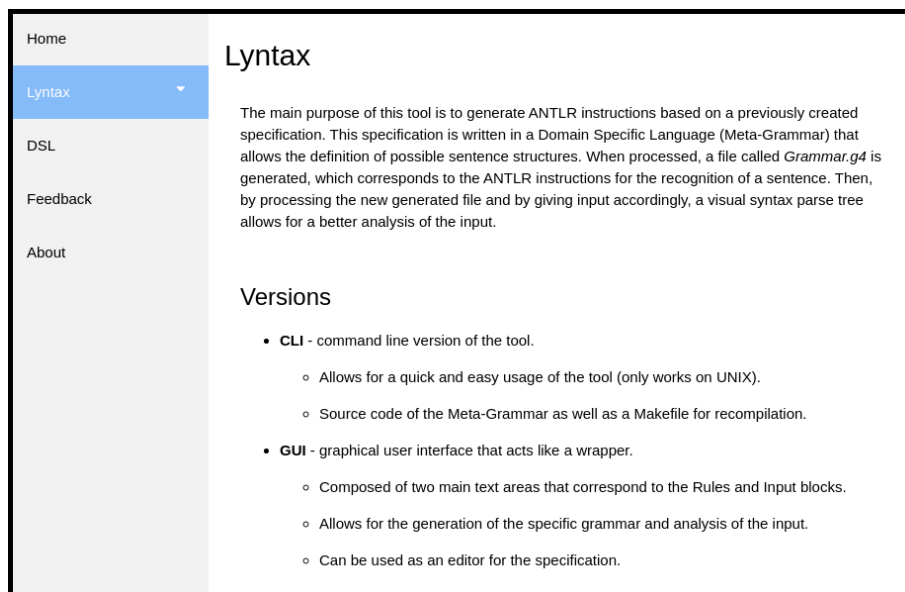 Home
Lyntax
DSL
Feedback
About
Lyntax
The main purpose of this tool is to generate ANTLR instructions based on a previously created
specification. This specification is written in a Domain Specific Language (Meta-Grammar) that
allows the definition of possible sentence structures. When processed, a file called Grammar.g4 is
generated, which corresponds to the ANTLR instructions for the recognition of a sentence. Then,
by processing the new generated file and by giving input accordingly, a visual syntax parse tree
allows for a better analysis of the input.
Versions
• CLI - command line version of the tool.
◦ Allows for a quick and easy usage of the tool (only works on UNIX).
◦ Source code of the Meta-Grammar as well as a Makefile for recompilation.
• GUI - graphical user interface that acts like a wrapper.
◦ Composed of two main text areas that correspond to the Rules and Input blocks.
◦ Allows for the generation of the specific grammar and analysis of the input.
◦ Can be used as an editor for the specification.